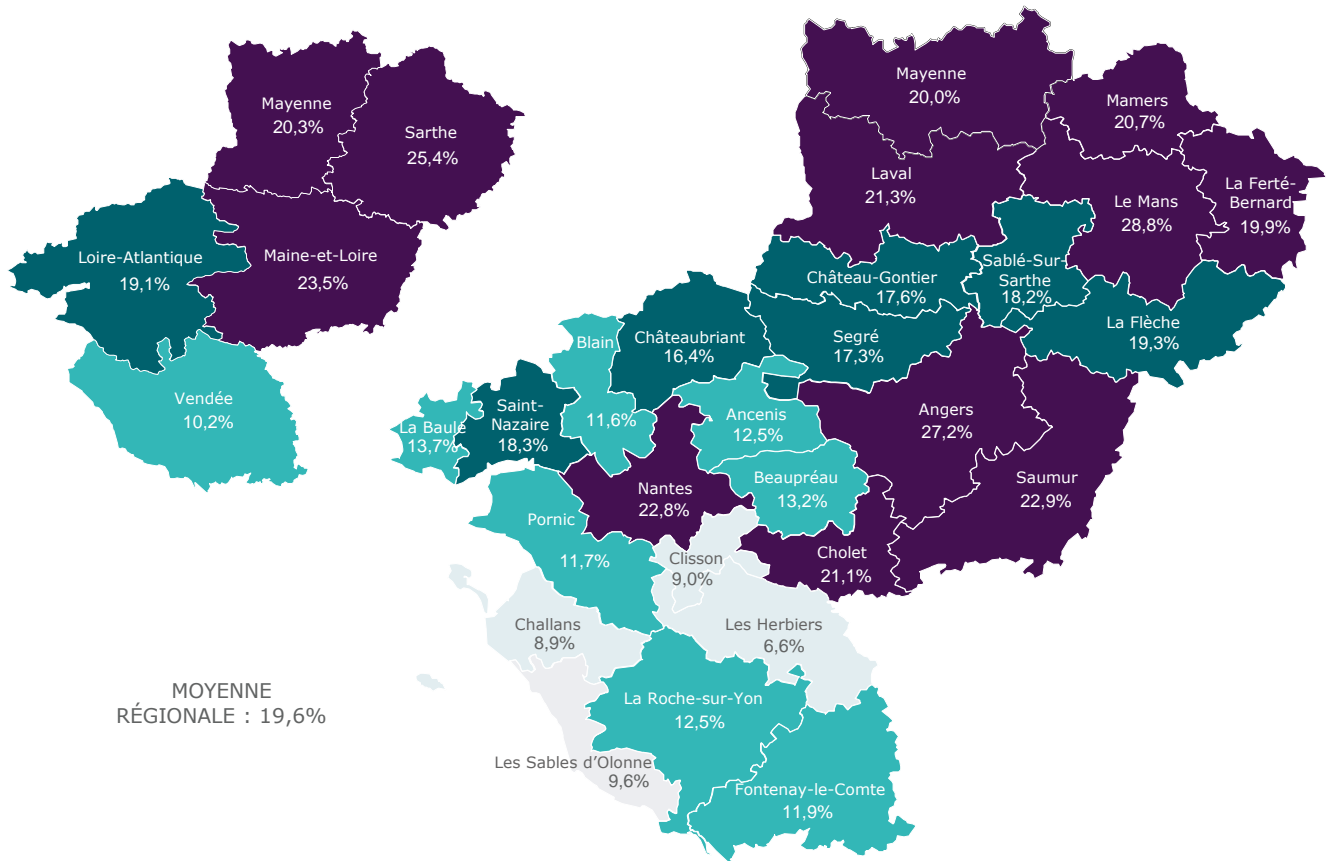 Mayenne
20,3%
Sarthe
25,4%
Loire-Atlantique
19,1%
Maine-et-Loire
23,5%
Vendée
10,2%
MOYENNE
RÉGIONALE : 19,6%
Mayenne
20,0%
Mamers
20,7%
Laval
21,3%
Le Mans
28,8%
La Ferté-
Bernard
19,9%
Château-Gontier
17,6%
Sablé-Sur-
Sarthe
18,2%
La Flèche
19,3%
Châteaubriant
16,4%
Segré
17,3%
Blain
11,6%
La Baule
13,7%
Saint-
Nazaire
18,3%
Ancenis
12,5%
Angers
27,2%
Beaupréau
13,2%
Saumur
22,9%
Nantes
22,8%
Pornic
11,7%
Cholet
21,1%
Clisson
9,0%
Challans
8,9%
Les Herbiers
6,6%
La Roche-sur-Yon
12,5%
Les Sables d’Olonne
9,6%
Fontenay-le-Comte
11,9%